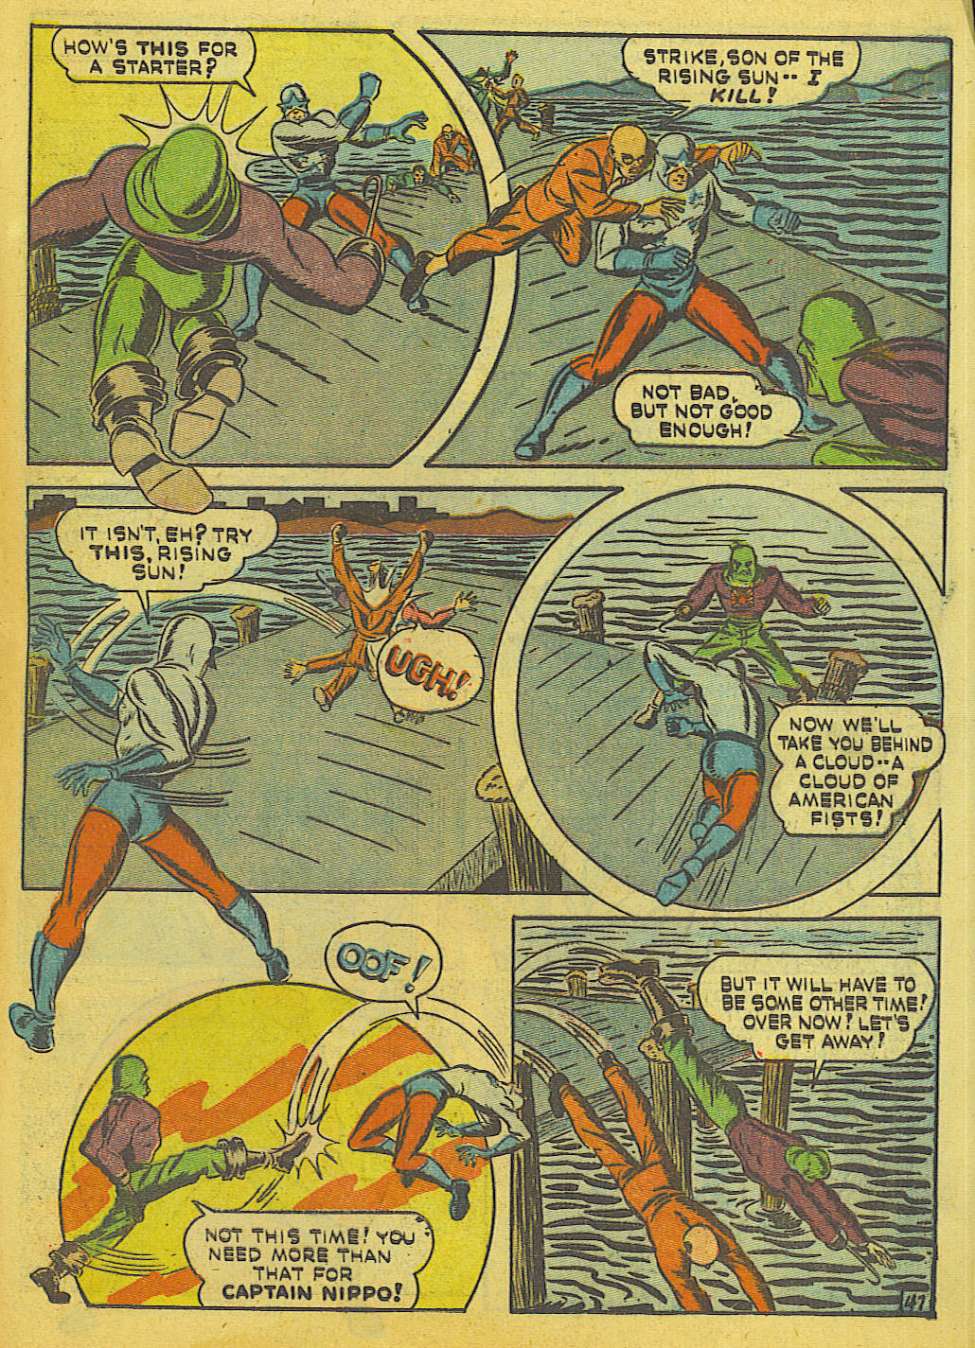 HOW'S THIS FOR
A STARTER?
STRIKE, SON OF THE
RISING SUN-- I
KILL!
NOT BAD,
BUT NOT GOOD
ENOUGH!
IT ISN'T, EH? TRY
THIS, RISING
SUN!
UGH!
NOW WE'LL
TAKE YOU BEHIND
A CLOUD--A
CLOUD OF
AMERICAN
FISTS!
OOF!
NOT THIS TIME! YOU
NEED MORE THAN
THAT FOR
CAPTAIN NIPPO!
BUT IT WILL HAVE TO
BE SOME OTHER TIME!
OVER NOW! LET'S
GET AWAY!
47